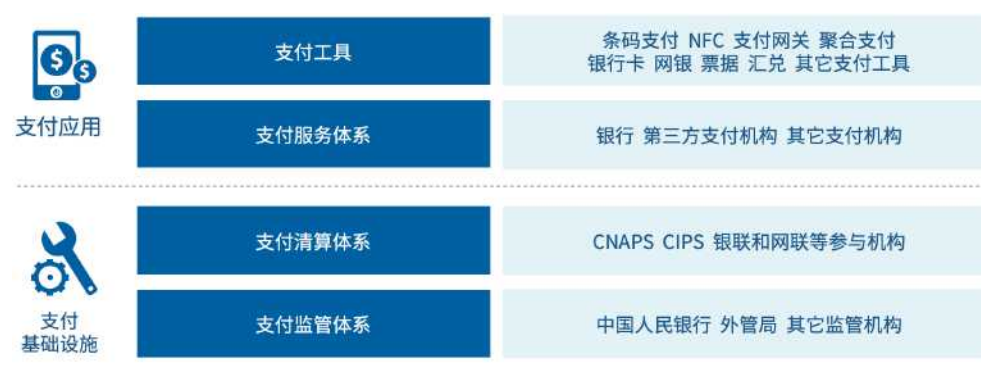 支付应用
支付工具
条码支付 NFC 支付网关 聚合支付
银行卡 网银 票据 汇兑 其它支付工具
支付服务体系
银行 第三方支付机构 其它支付机构
支付
基础设施
支付清算体系
CNAPS CIPS 银联和网联等参与机构
支付监管体系
中国人民银行 外管局 其它监管机构